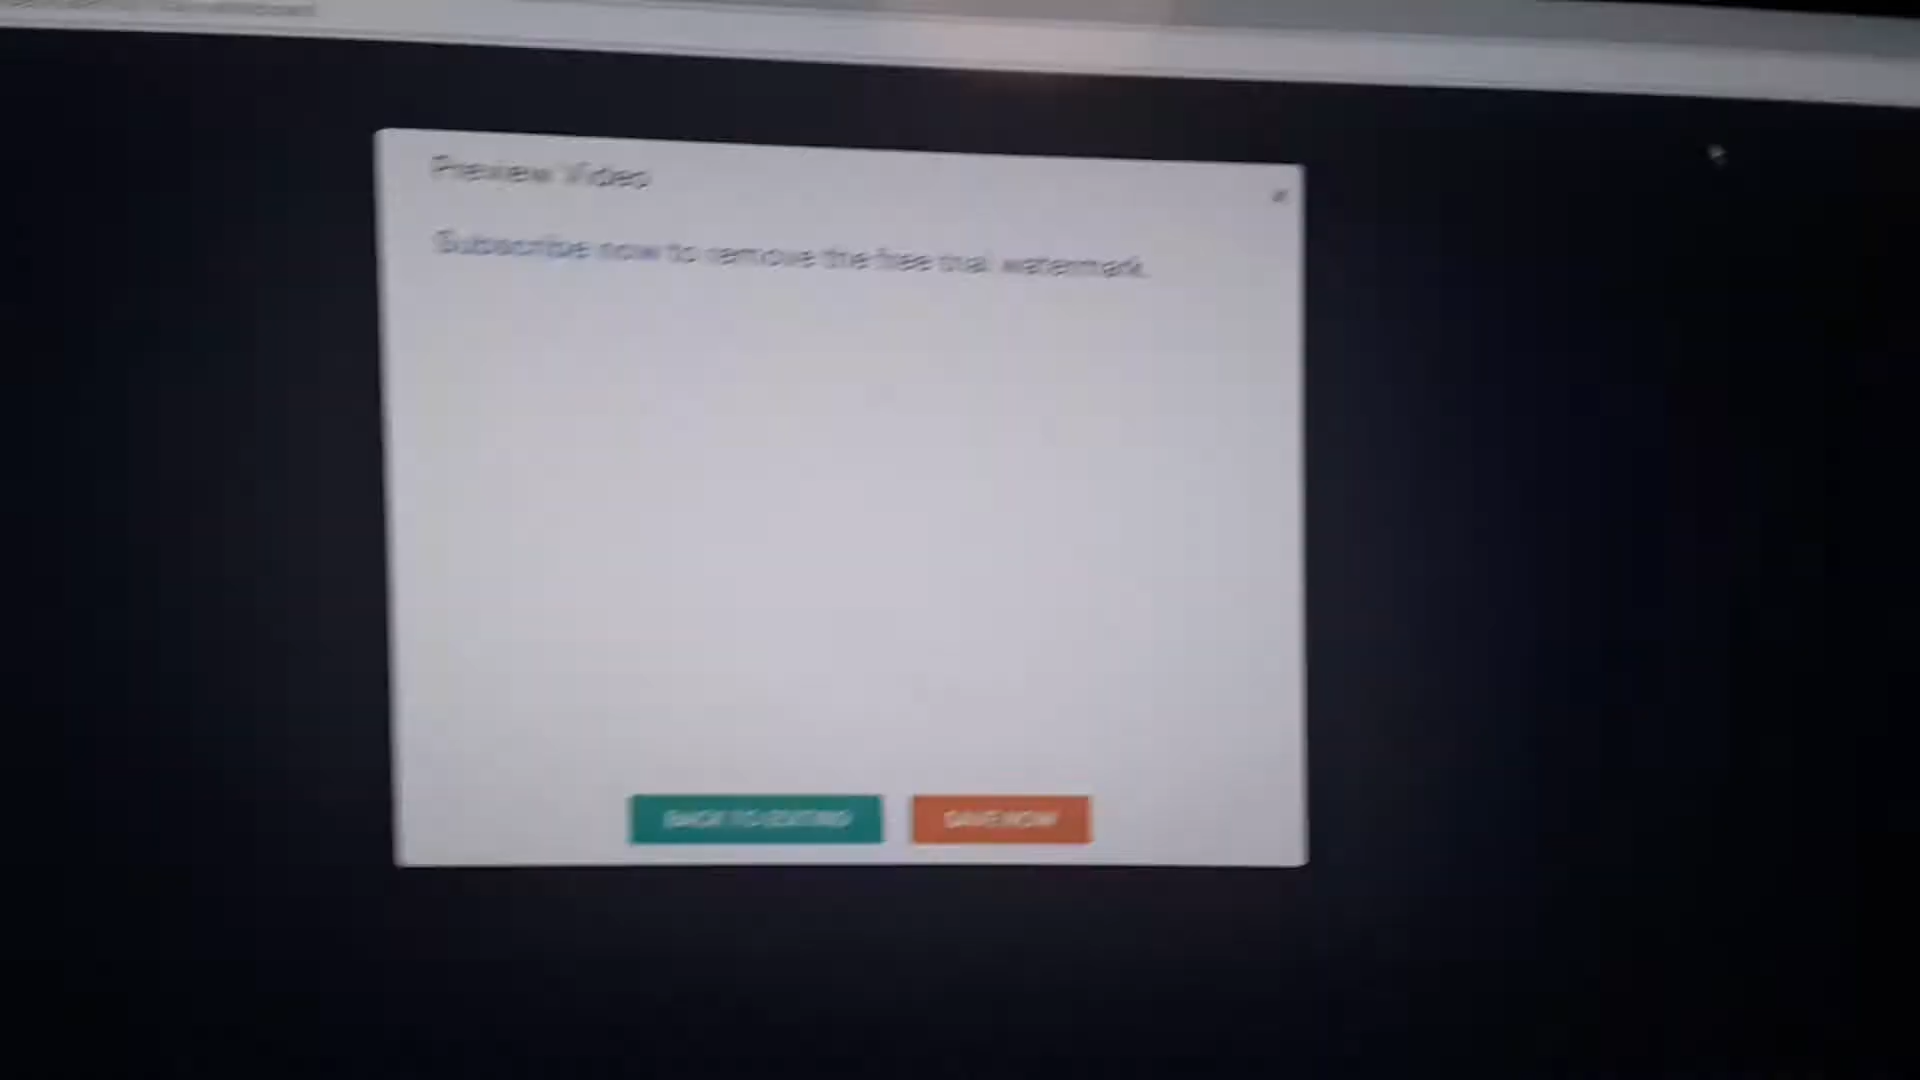 Preview Video
Subscribe now to remove the free trial watermark.
BACK TO EDITING
SAVE NOW